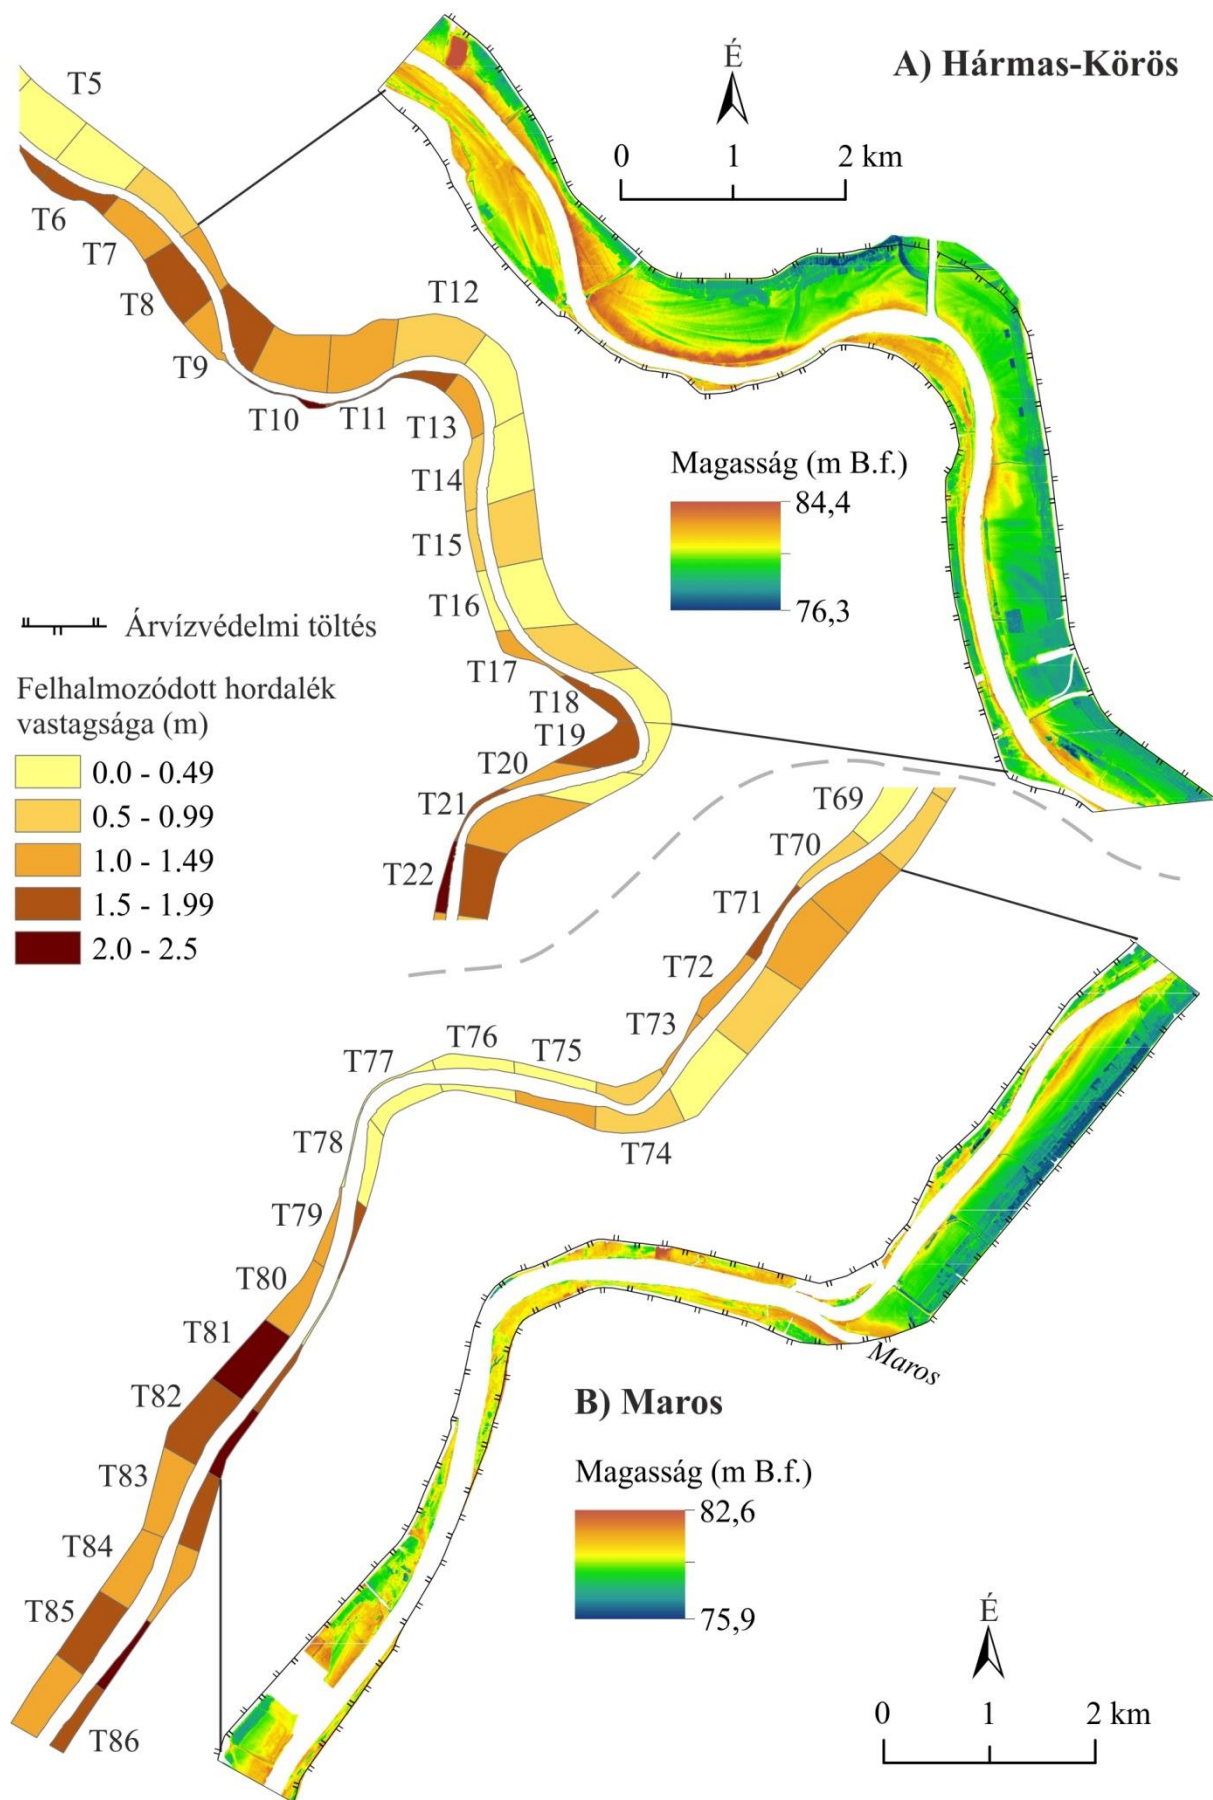 A) Hármas-Körös
É
0 1 2 km
T5
T6
T7
T8
T9
T10
T11
T12
T13
T14
T15
T16
T17
T18
T19
T20
T21
T22
Magasság (m B.f.)
84,4
76,3
Árvízvédelmi töltés
Felhalmozódott hordalék
vastagsága (m)
0.0 - 0.49
0.5 - 0.99
1.0 - 1.49
1.5 - 1.99
2.0 - 2.5
T69
T70
T71
T72
T73
T74
T75
T76
T77
T78
T79
T80
T81
T82
T83
T84
T85
T86
Maros
B) Maros
Magasság (m B.f.)
82,6
75,9
É
0 1 2 km